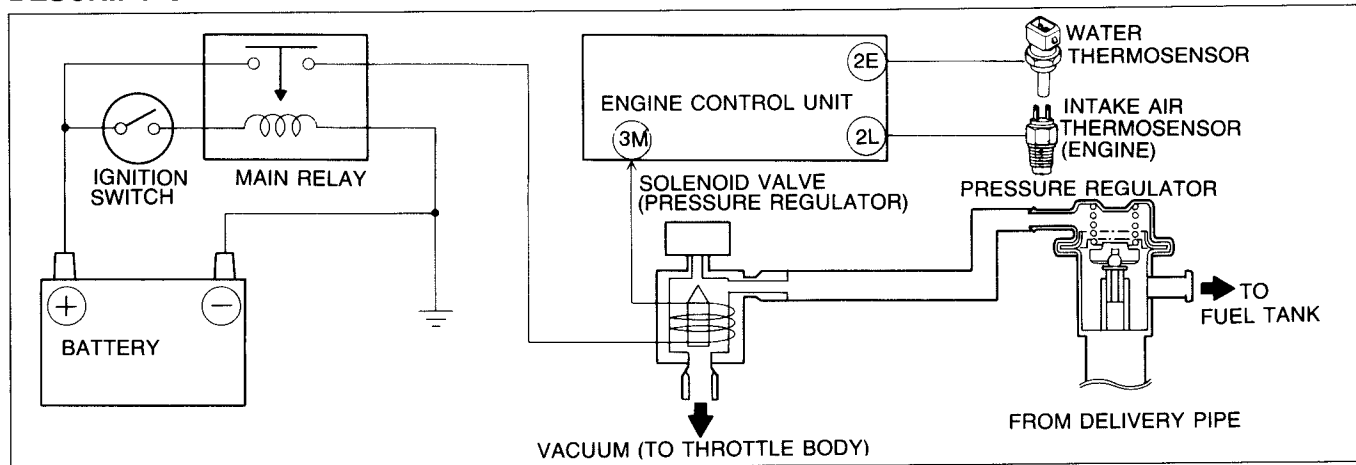 WATER
THERMOSENSOR
2E
ENGINE CONTROL UNIT
INTAKE AIR
THERMOSENSOR
(ENGINE)
3M
2L
IGNITION
SWITCH
MAIN RELAY
SOLENOID VALVE
(PRESSURE REGULATOR)
PRESSURE REGULATOR
+
−
BATTERY
TO
FUEL TANK
FROM DELIVERY PIPE
VACUUM (TO THROTTLE BODY)